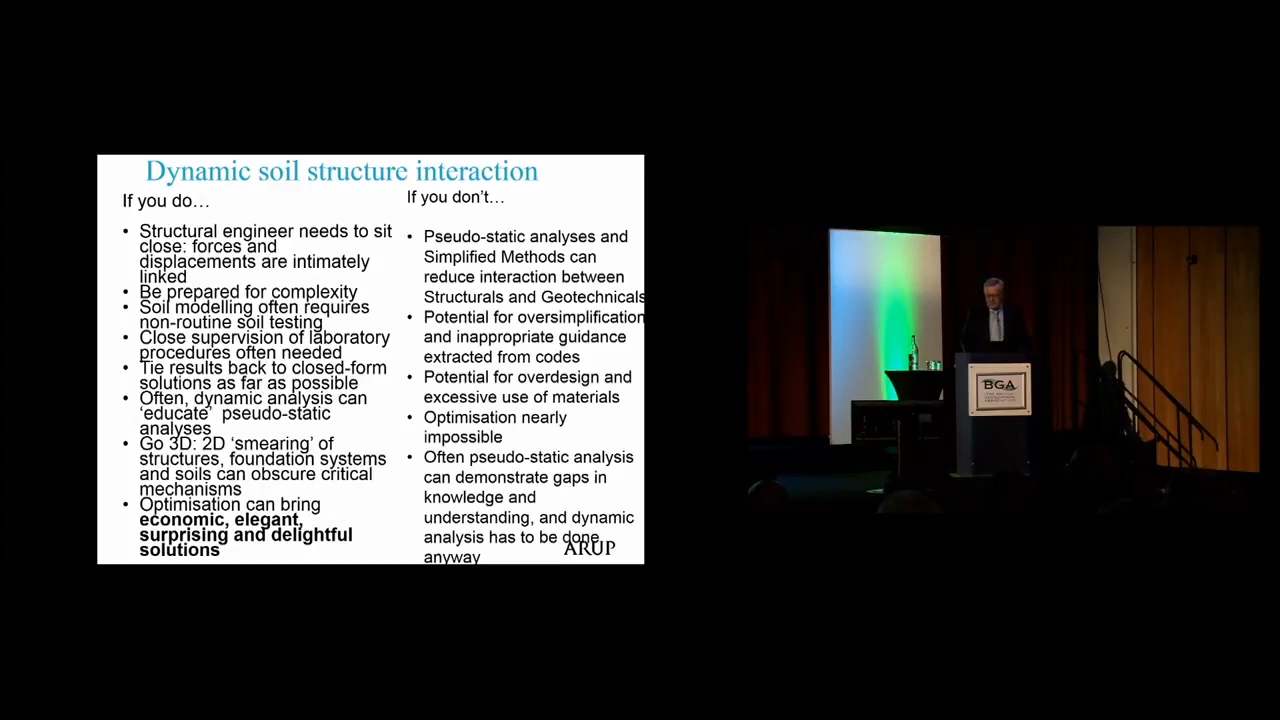 Dynamic soil structure interaction
If you do…
• Structural engineer needs to sit
close: forces and
displacements are intimately
linked
• Be prepared for complexity
• Soil modelling often requires
non-routine soil testing
• Close supervision of laboratory
procedures often needed
• Tie results back to closed-form
solutions as far as possible
• Often, dynamic analysis can
‘educate’ pseudo-static
analyses
• Go 3D: 2D ‘smearing’ of
structures, foundation systems
and soils can obscure critical
mechanisms
• Optimisation can bring
economic, elegant,
surprising and delightful
solutions
If you don’t…
• Pseudo-static analyses and
Simplified Methods can
reduce interaction between
Structurals and Geotechnicals
• Potential for oversimplification
and inappropriate guidance
extracted from codes
• Potential for overdesign and
excessive use of materials
• Optimisation nearly
impossible
• Often pseudo-static analysis
can demonstrate gaps in
knowledge and
understanding, and dynamic
analysis has to be done
anyway
ARUP
BGA